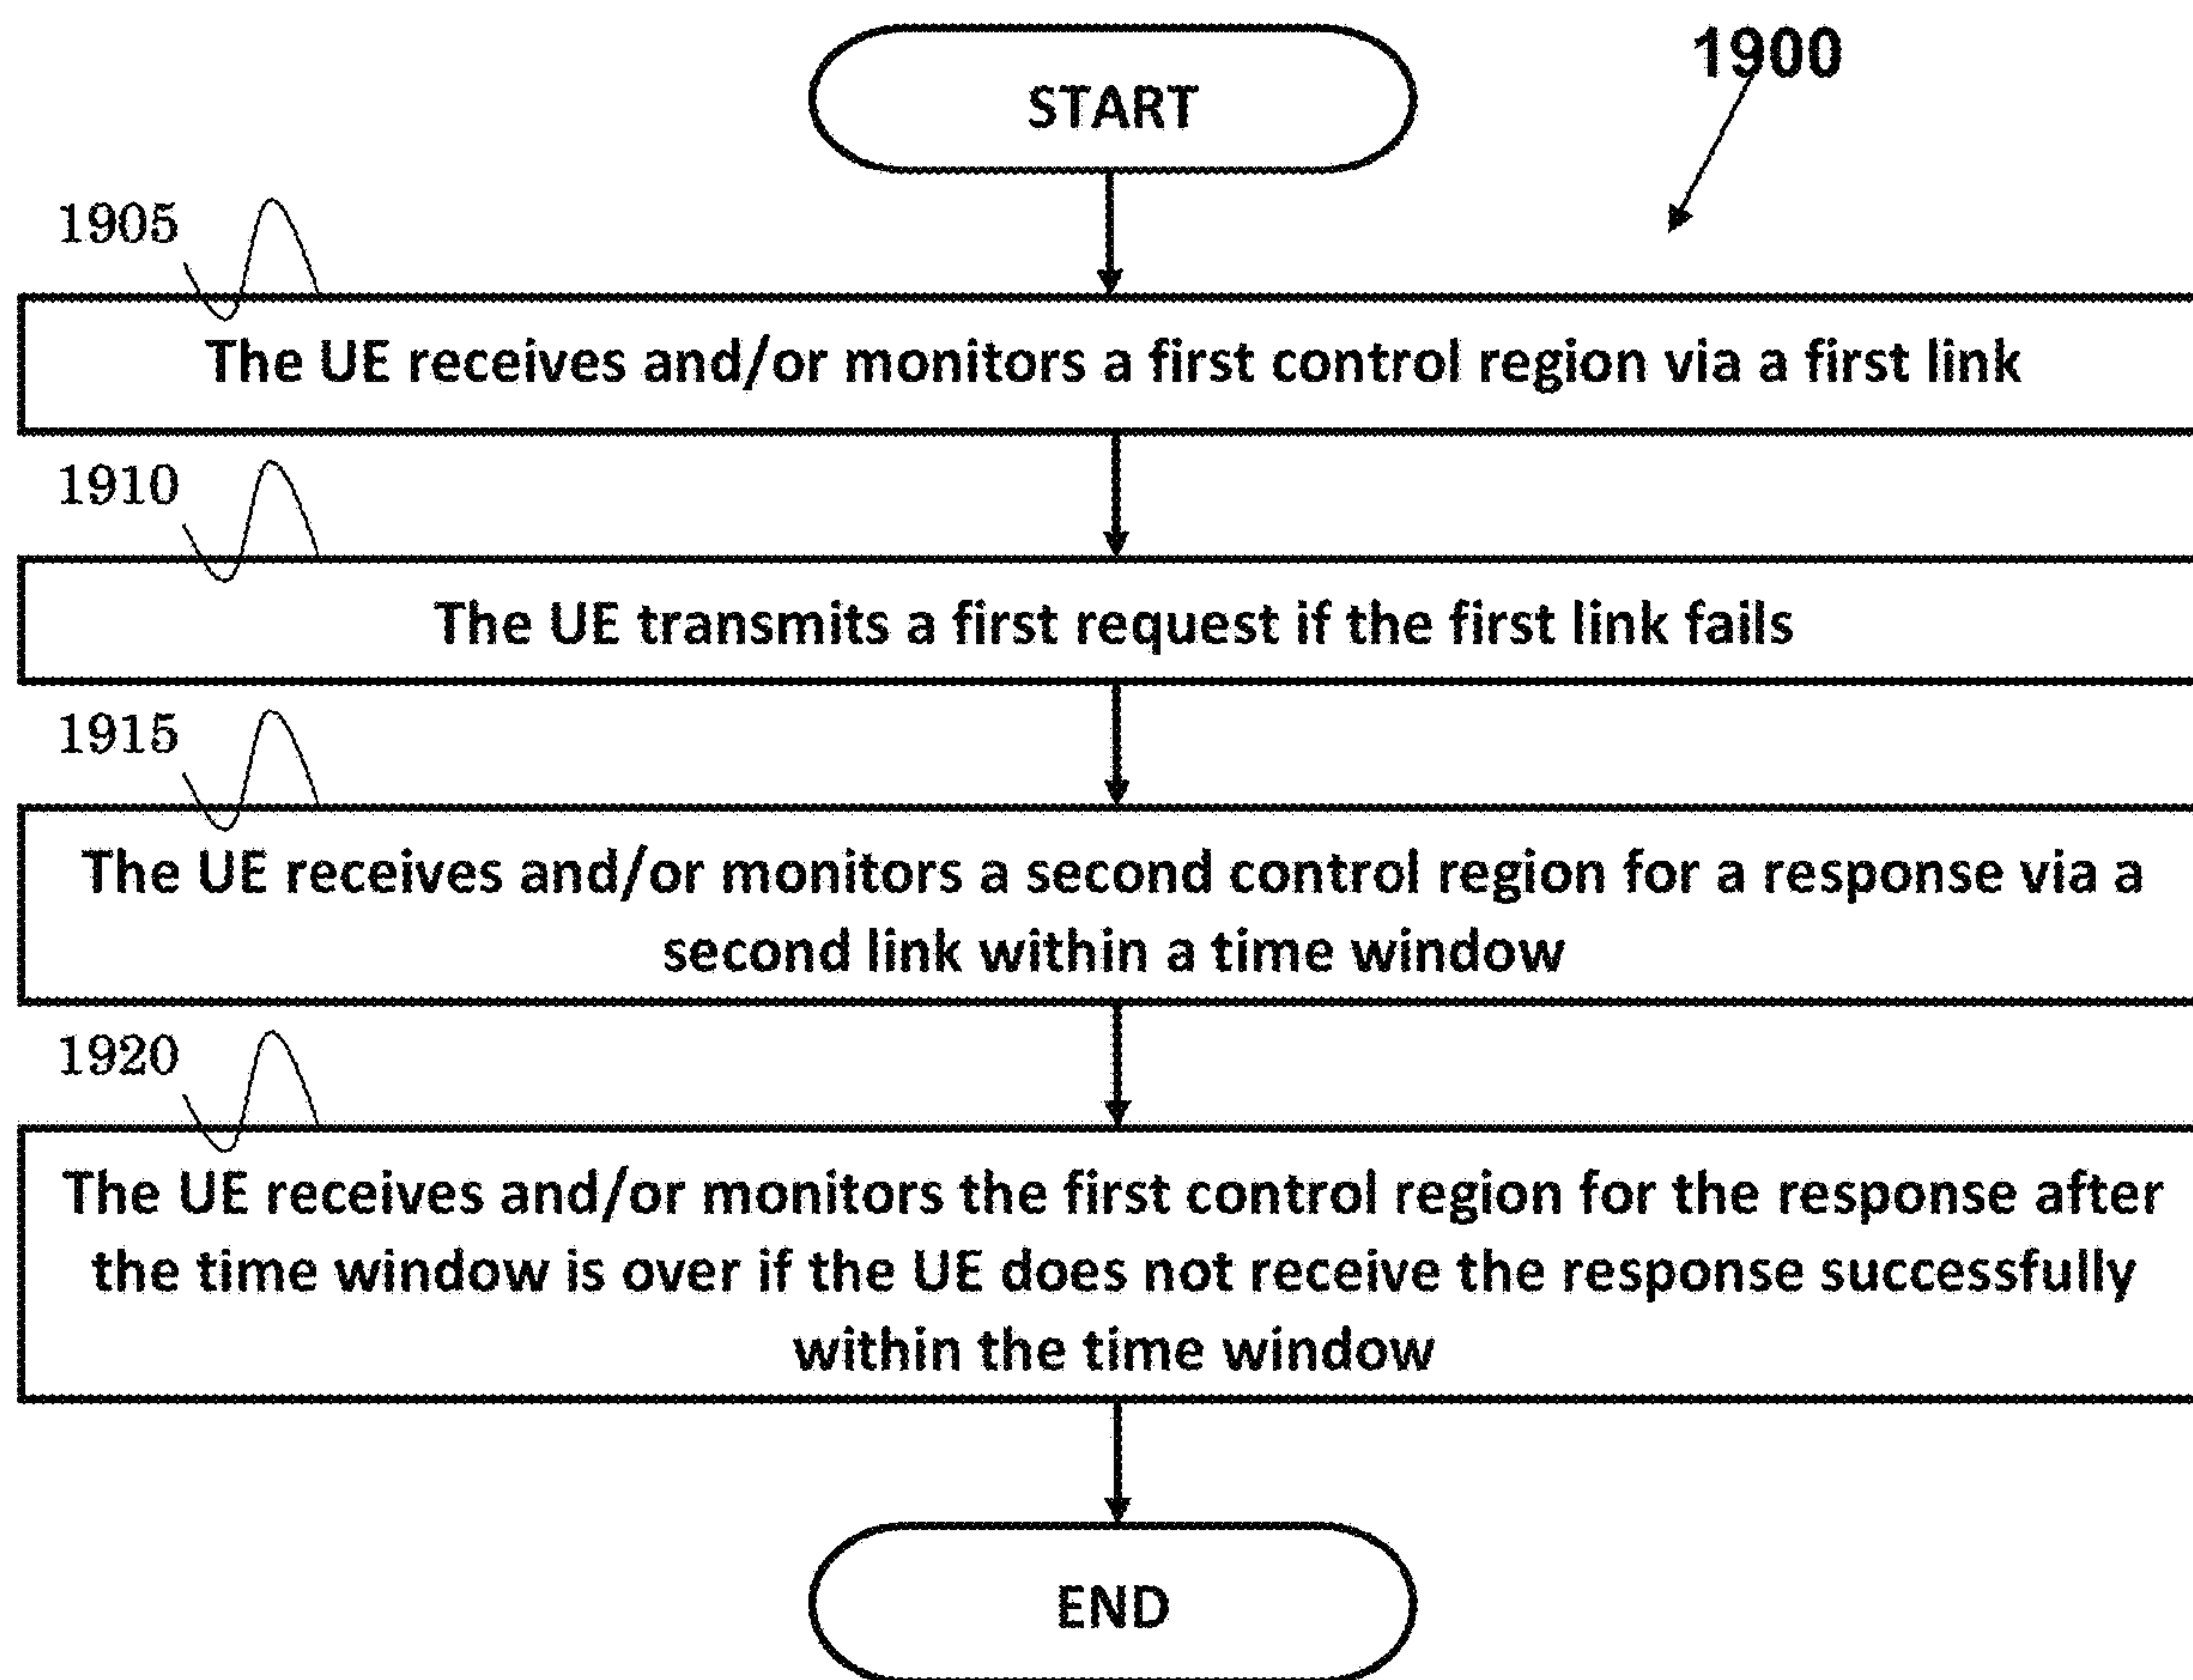 START
1900
1905
The UE receives and/or monitors a first control region via a first link
1910
The UE transmits a first request if the first link fails
1915
The UE receives and/or monitors a second control region for a response via a
second link within a time window
1920
The UE receives and/or monitors the first control region for the response after
the time window is over if the UE does not receive the response successfully
within the time window
END